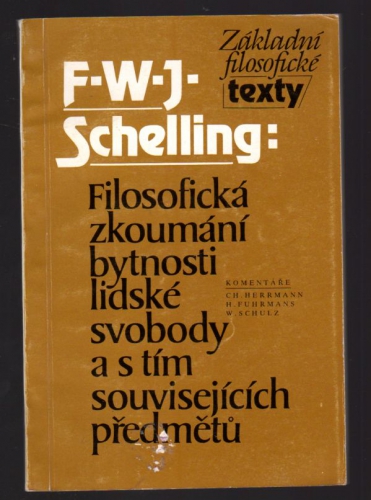 Základní
filosofické
texty
F-W-J-
Schelling:
Filosofická
zkoumání
bytnosti
lidské
svobody
a s tím
souvisejících
předmětů
KOMENTÁŘE
CH. HERRMANN
H. FUHRMANS
W. SCHULZ